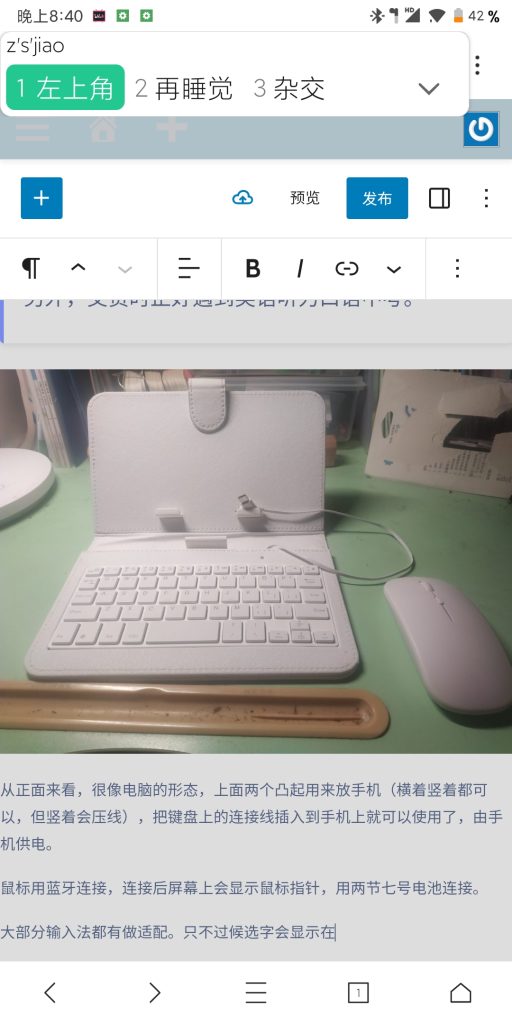 晚上8:40
HD
42 %
z's'jiao
1 左上角 2 再睡觉 3 杂交
预览
发布
B I
从正面来看，很像电脑的形态，上面两个凸起用来放手机（横着竖着都可
以，但竖着会压线），把键盘上的连接线插入到手机上就可以使用了，由手
机供电。
鼠标用蓝牙连接，连接后屏幕上会显示鼠标指针，用两节七号电池连接。
大部分输入法都有做适配。只不过候选字会显示在
1